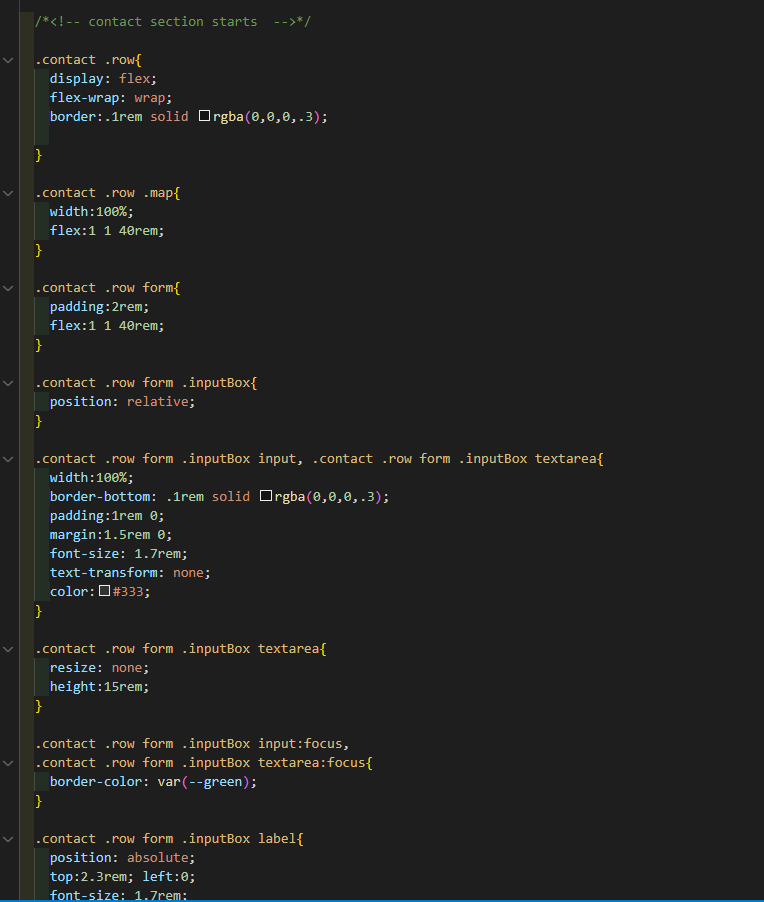 /*<!-- contact section starts  -->*/
.contact .row{
display: flex;
flex-wrap: wrap;
border:.1rem solid rgba(0,0,0,.3);
}
.contact .row .map{
width:100%;
flex:1 1 40rem;
}
.contact .row form{
padding:2rem;
flex:1 1 40rem;
}
.contact .row form .inputBox{
position: relative;
}
.contact .row form .inputBox input, .contact .row form .inputBox textarea{
width:100%;
border-bottom: .1rem solid rgba(0,0,0,.3);
padding:1rem 0;
margin:1.5rem 0;
font-size: 1.7rem;
text-transform: none;
color:#333;
}
.contact .row form .inputBox textarea{
resize: none;
height:15rem;
}
.contact .row form .inputBox input:focus,
.contact .row form .inputBox textarea:focus{
border-color: var(--green);
}
.contact .row form .inputBox label{
position: absolute;
top:2.3rem; left:0;
font-size: 1.7rem;